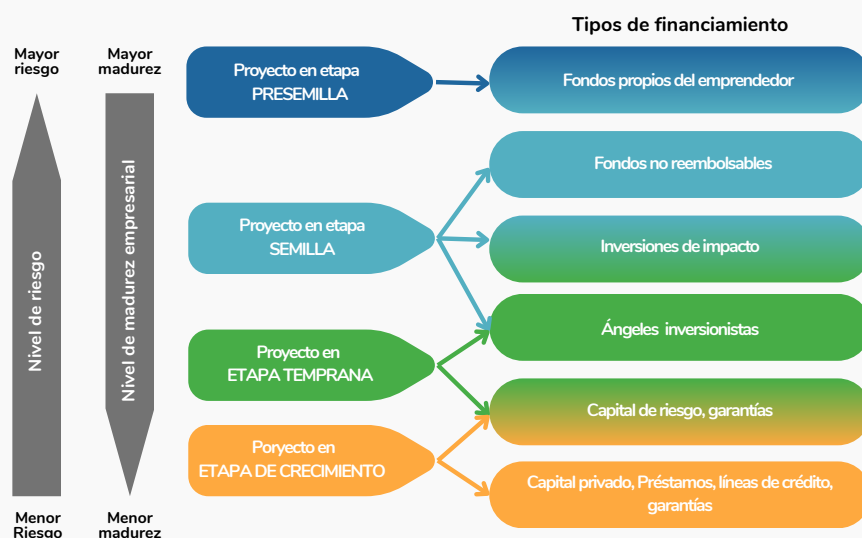 Tipos de financiamiento
Mayor
riesgo
Mayor
madurez
Nivel de riesgo
Nivel de madurez empresarial
Menor
Riesgo
Menor
madurez
Proyecto en etapa
PRESEMILLA
Fondos propios del emprendedor
Proyecto en etapa
SEMILLA
Fondos no reembolsables
Inversiones de impacto
Ángeles inversionistas
Proyecto en
ETAPA TEMPRANA
Capital de riesgo, garantías
Poryecto en
ETAPA DE CRECIMIENTO
Capital privado, Préstamos, líneas de crédito,
garantías